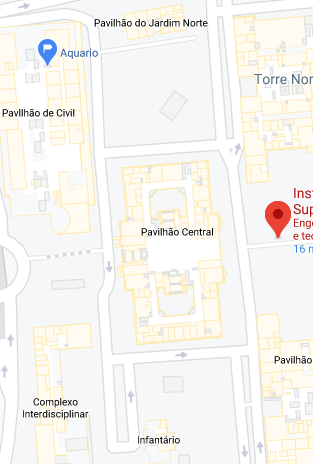 Pavilhão do Jardim Norte
Aquario
Torre Nor
Pavilhão de Civil
Inst
Sup
Enge
e tec
16 m
Pavilhão Central
Pavilhão
Complexo
Interdisciplinar
Infantário